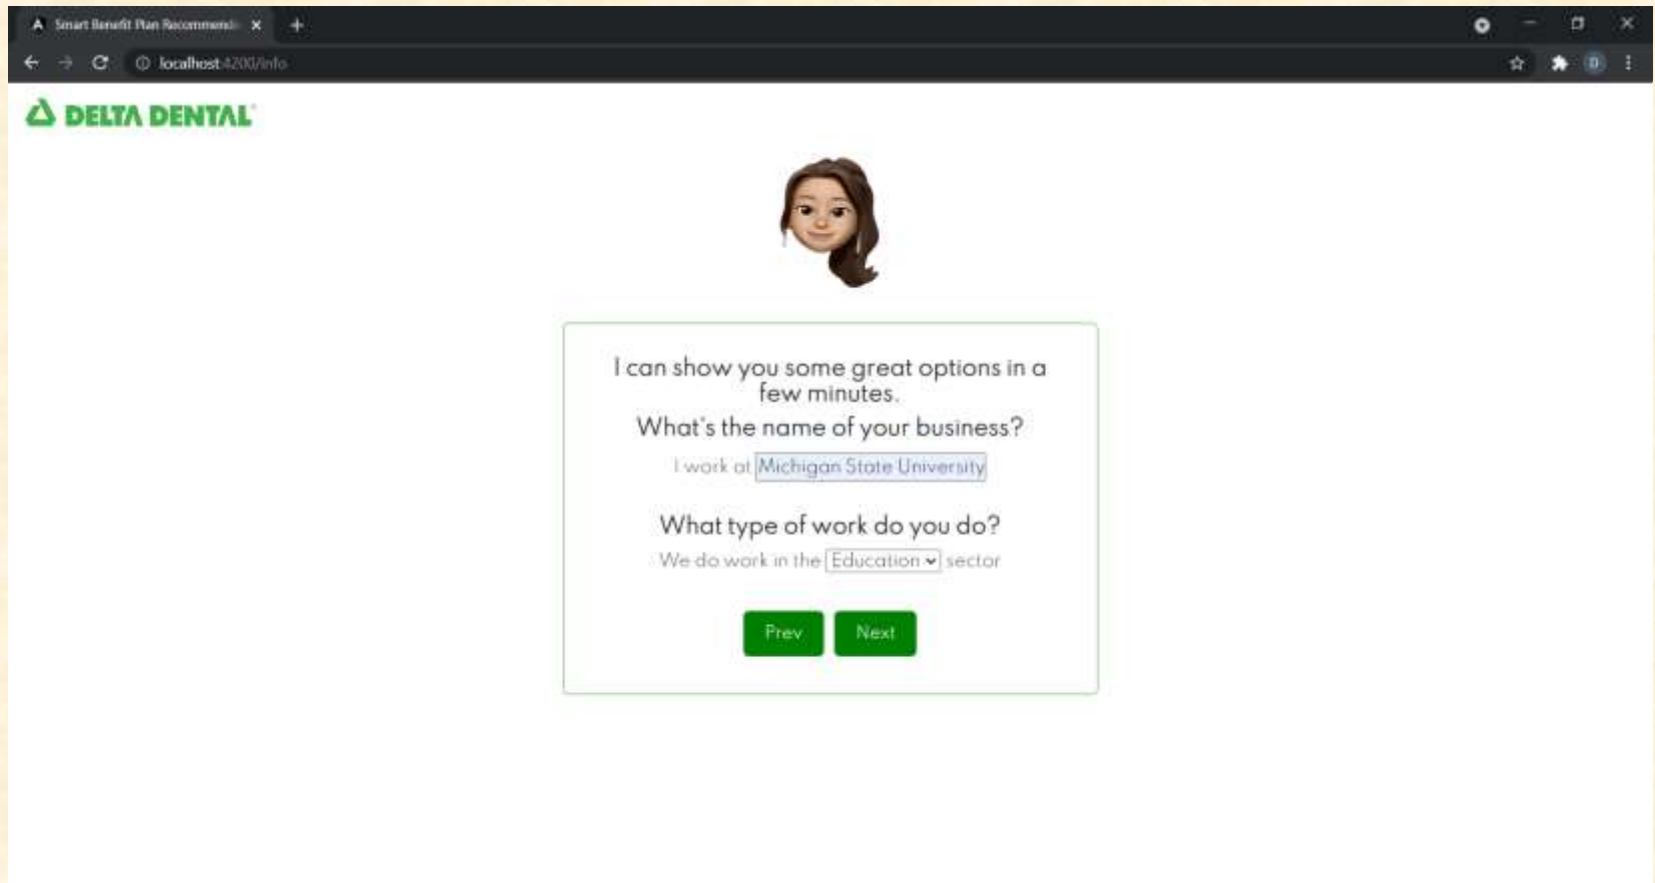 A Smart Benefit Plan Recommend
localhost:4200/info
D
DELTA DENTAL®
I can show you some great options in a
few minutes.
What's the name of your business?
I work at Michigan State University
What type of work do you do?
We do work in the Education sector
Prev Next